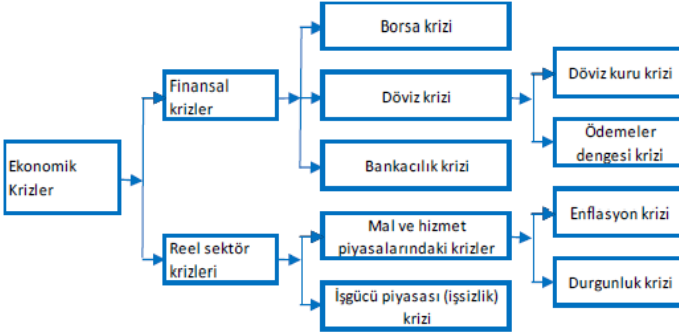 Ekonomik
Krizler
Finansal
krizler
Borsa krizi
Döviz krizi
Döviz kuru krizi
Ödemeler
dengesi krizi
Bankacılık krizi
Reel sektör
krizleri
Mal ve hizmet
piyasalarındaki krizler
Enflasyon krizi
Durgunluk krizi
İşgücü piyasası (işsizlik)
krizi